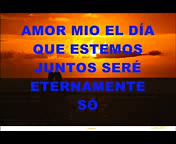 AMOR MIO EL DÍA
QUE ESTEMOS
JUNTOS SERÉ
ETERNAMENTE
SÓ